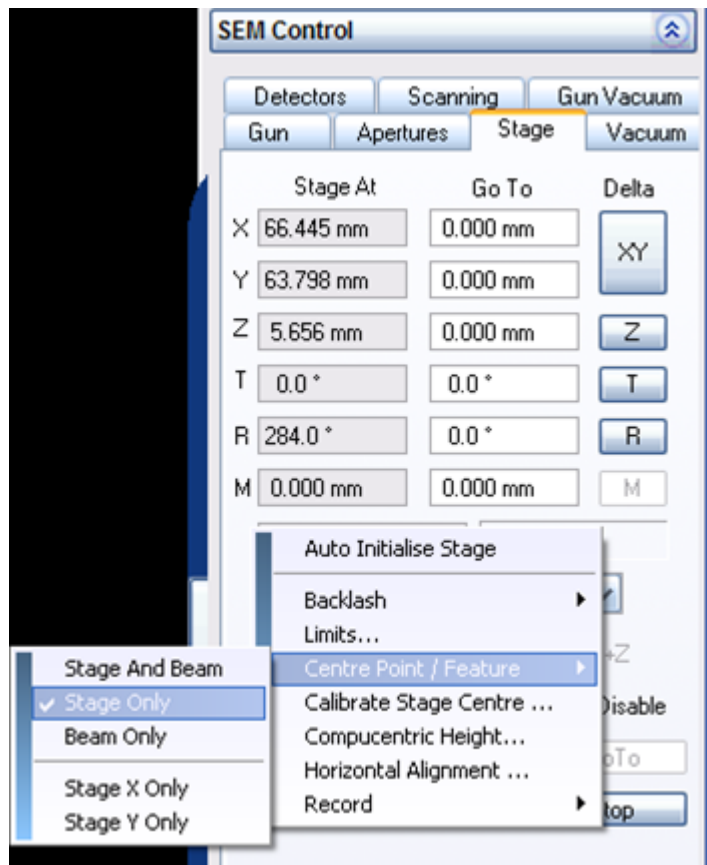 SEM Control
Detectors Scanning Gun Vacuum
Gun Apertures Stage Vacuum
Stage At Go To Delta
X 66.445 mm 0.000 mm XY
Y 63.798 mm 0.000 mm
Z 5.656 mm 0.000 mm Z
T 0.0 ° 0.0 ° T
R 284.0 ° 0.0 ° R
M 0.000 mm 0.000 mm M
Auto Initialise Stage
Backlash
Limits...
Centre Point / Feature +Z
Calibrate Stage Centre ... Disable
Compucentric Height...
Horizontal Alignment ...
Record
Stage And Beam
Stage Only
Beam Only
Stage X Only
Stage Y Only